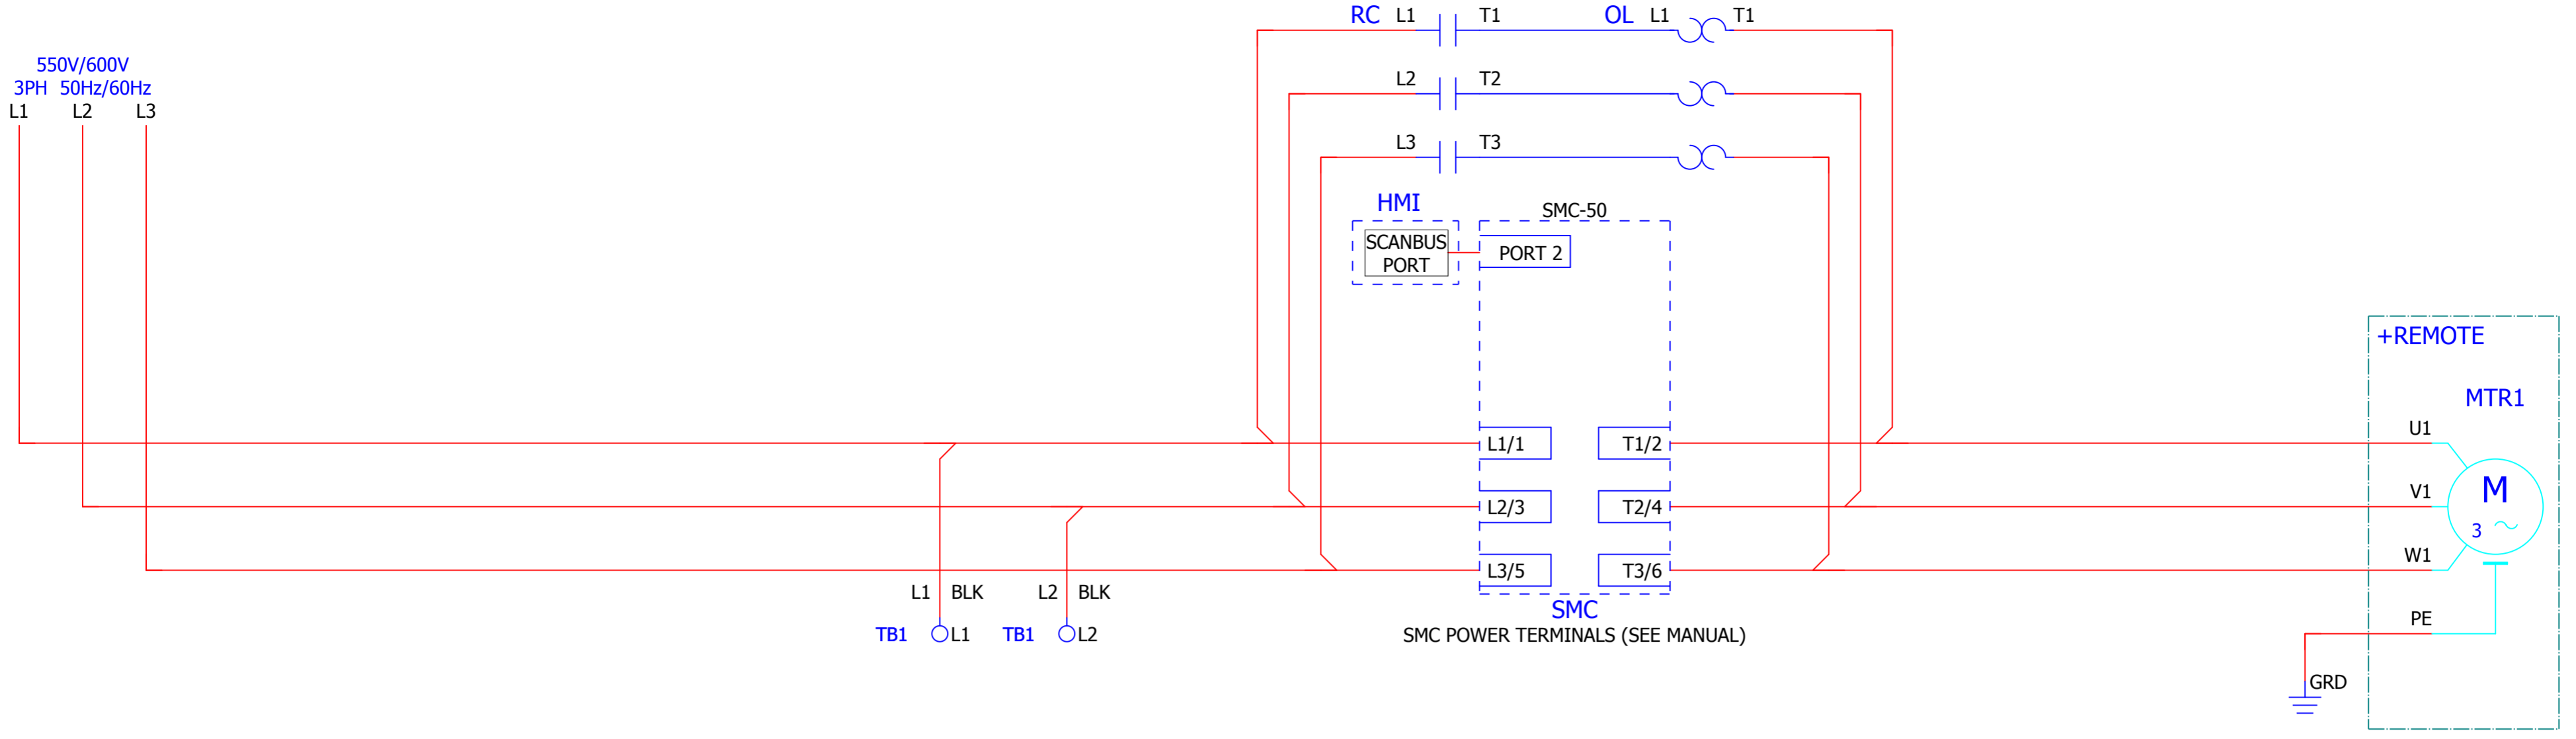 RC L1 T1 OL L1 T1
550V/600V
3PH 50Hz/60Hz
L1 L2 L3
L2 T2
L3 T3
HMI
SCANBUS
PORT
SMC-50
PORT 2
+REMOTE
MTR1
L1/1 T1/2 U1
L2/3 T2/4 V1
M
3
L3/5 T3/6 W1
L1 BLK L2 BLK
TB1 L1 TB1 L2
SMC
SMC POWER TERMINALS (SEE MANUAL)
PE
GRD